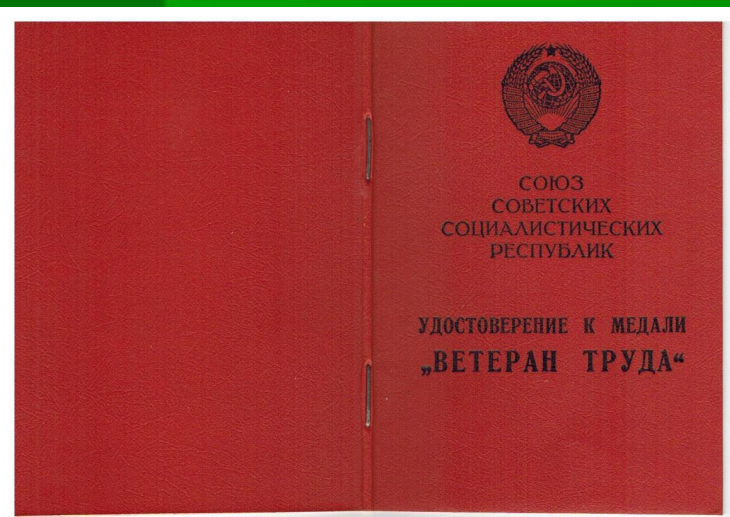 СОЮЗ
СОВЕТСКИХ
СОЦИАЛИСТИЧЕСКИХ
РЕСПУБЛИК
УДОСТОВЕРЕНИЕ К МЕДАЛИ
„ВЕТЕРАН ТРУДА“